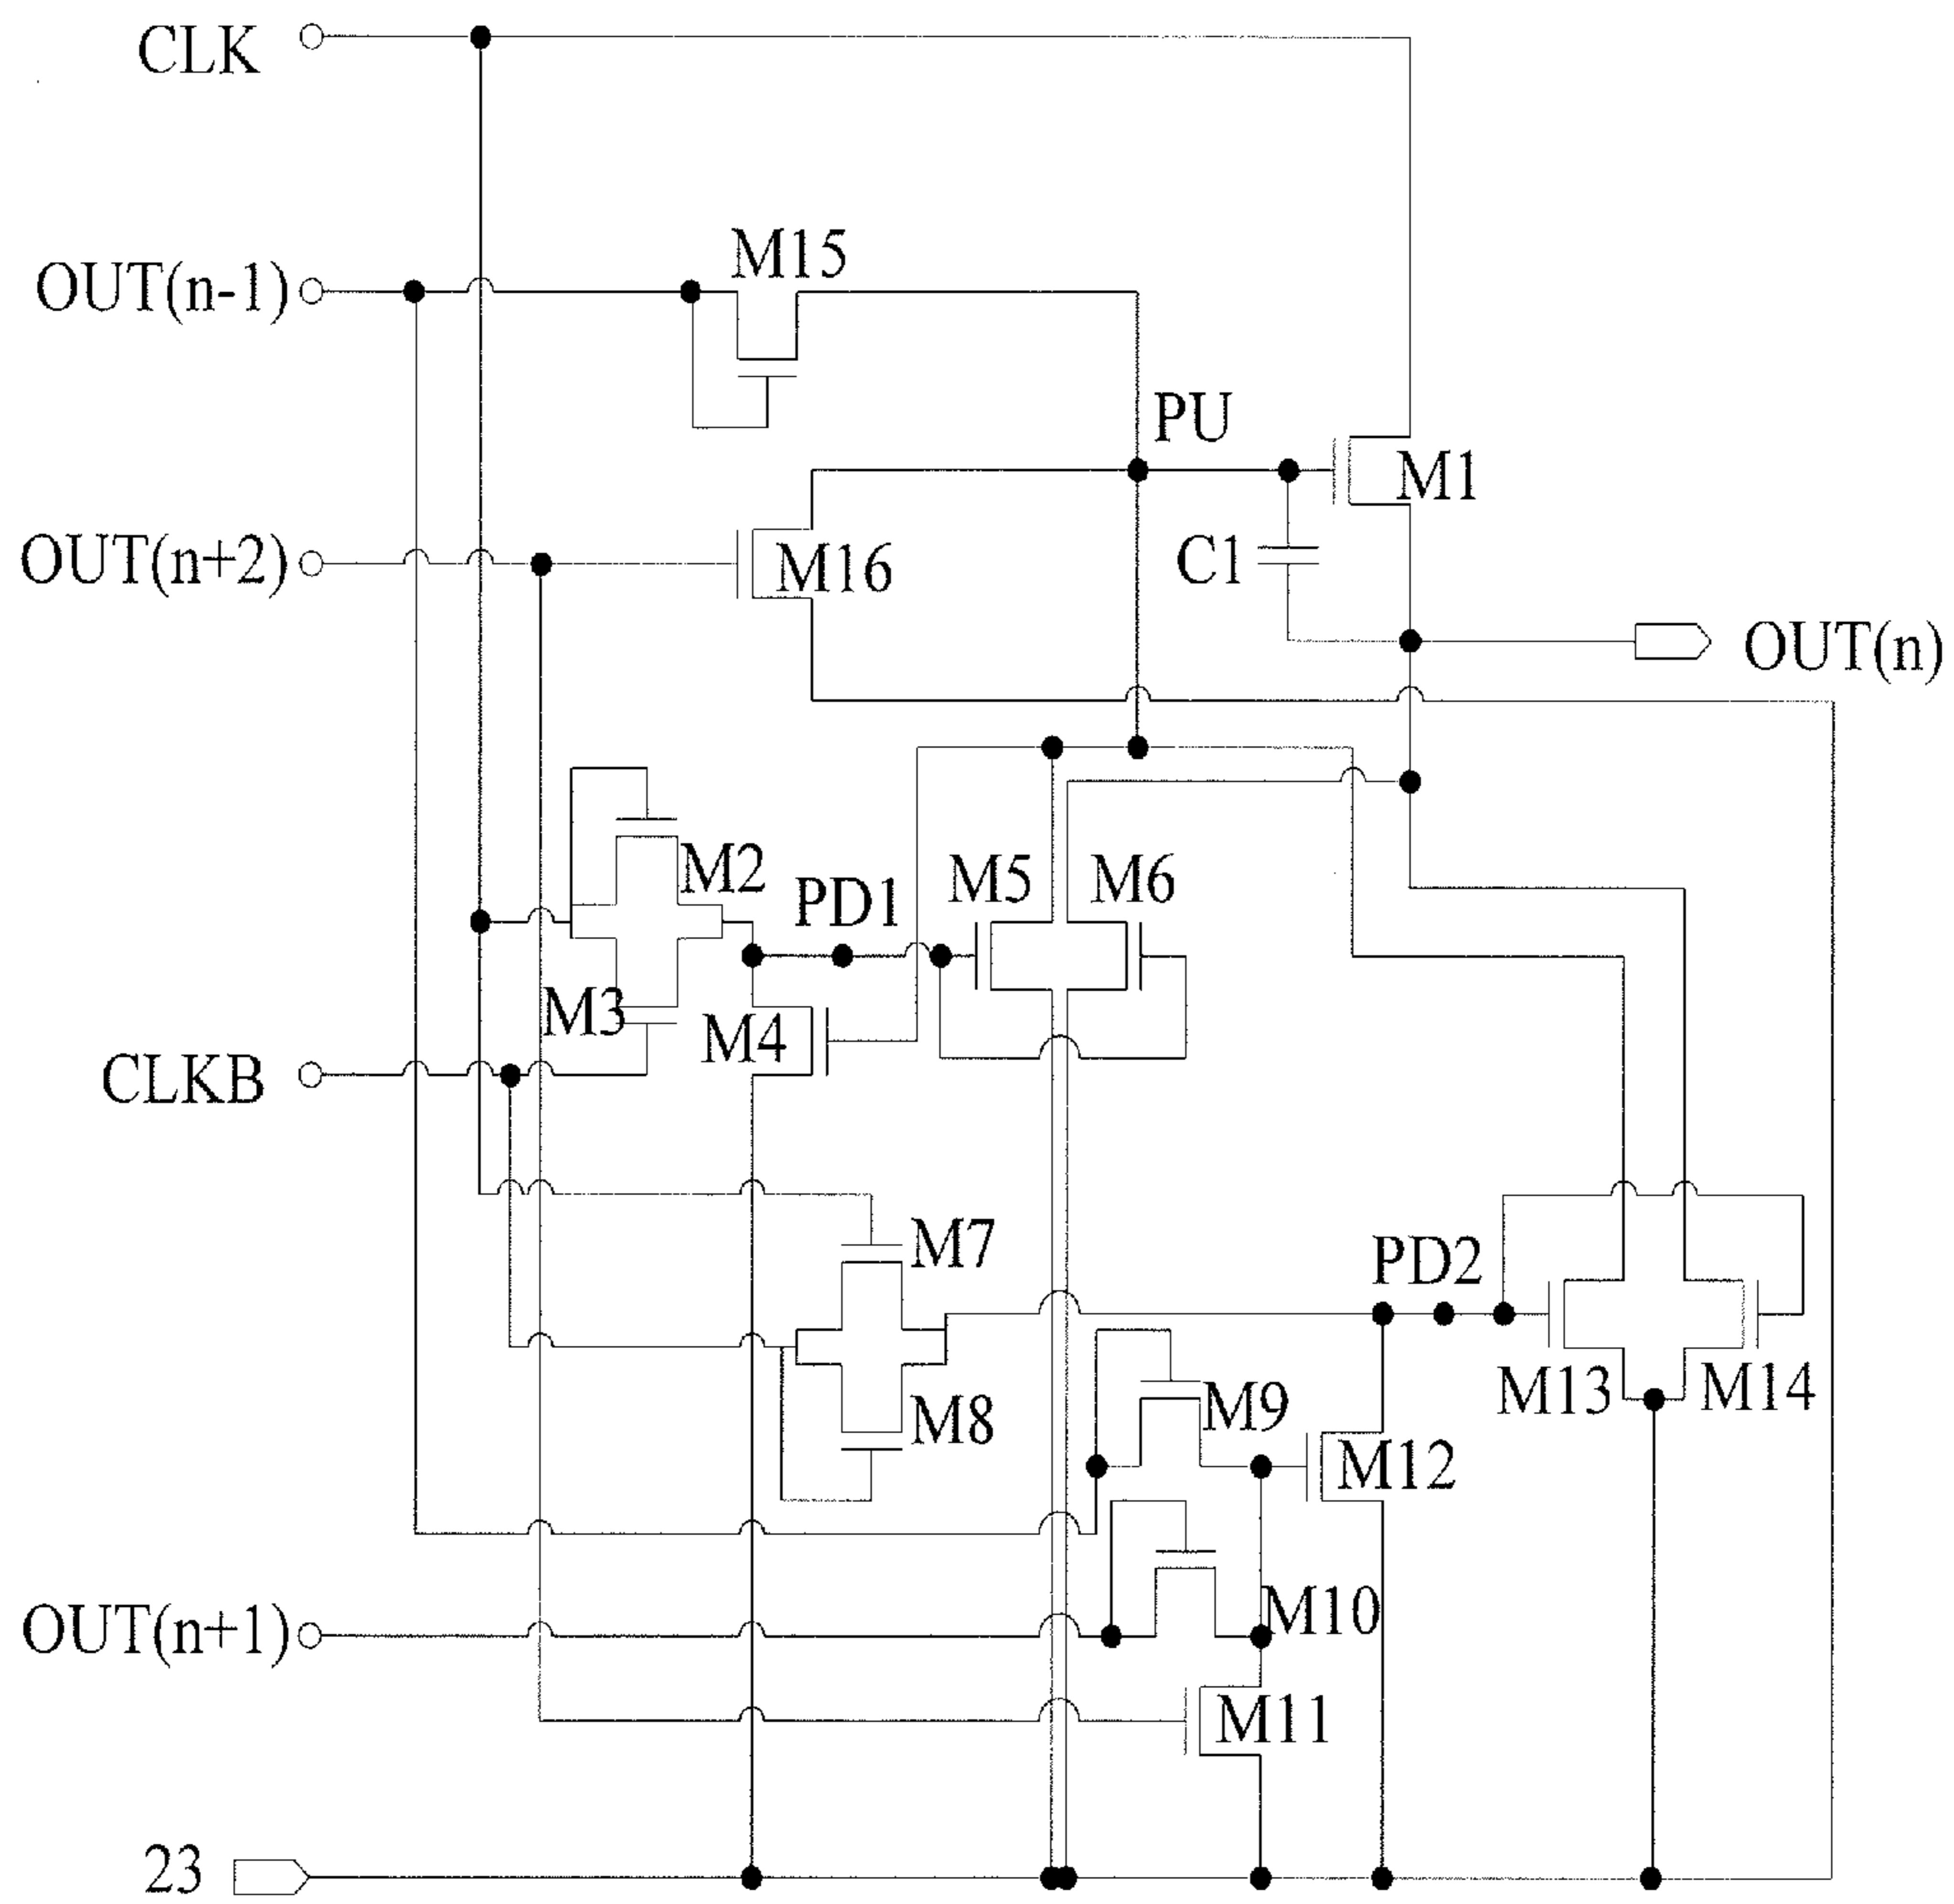 CLK
M15
OUT(n-1)
PU
M1
OUT(n+2)
M16
C1
OUT(n)
M2
PD1
M5
M6
M3
M4
CLKB
M7
PD2
M9
M13
M14
M8
M12
M10
OUT(n+1)
M11
23